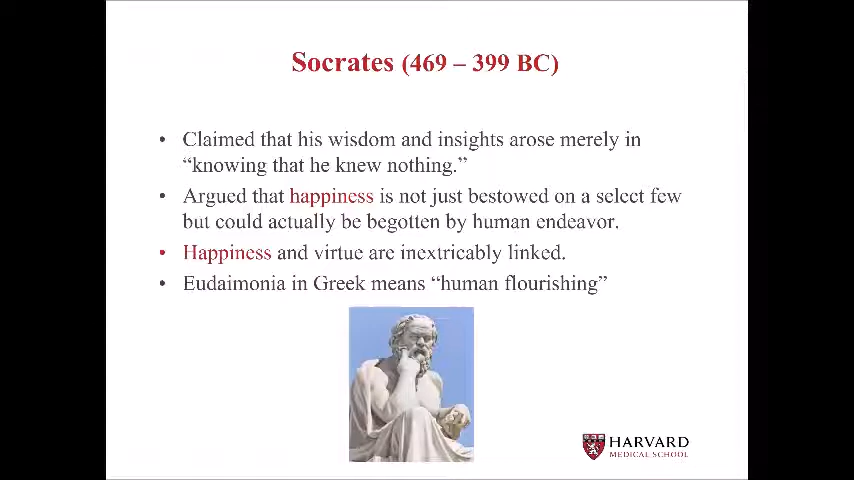 Socrates (469 – 399 BC)
• Claimed that his wisdom and insights arose merely in
“knowing that he knew nothing.”
• Argued that happiness is not just bestowed on a select few
but could actually be begotten by human endeavor.
• Happiness and virtue are inextricably linked.
• Eudaimonia in Greek means “human flourishing”
HARVARD
MEDICAL SCHOOL